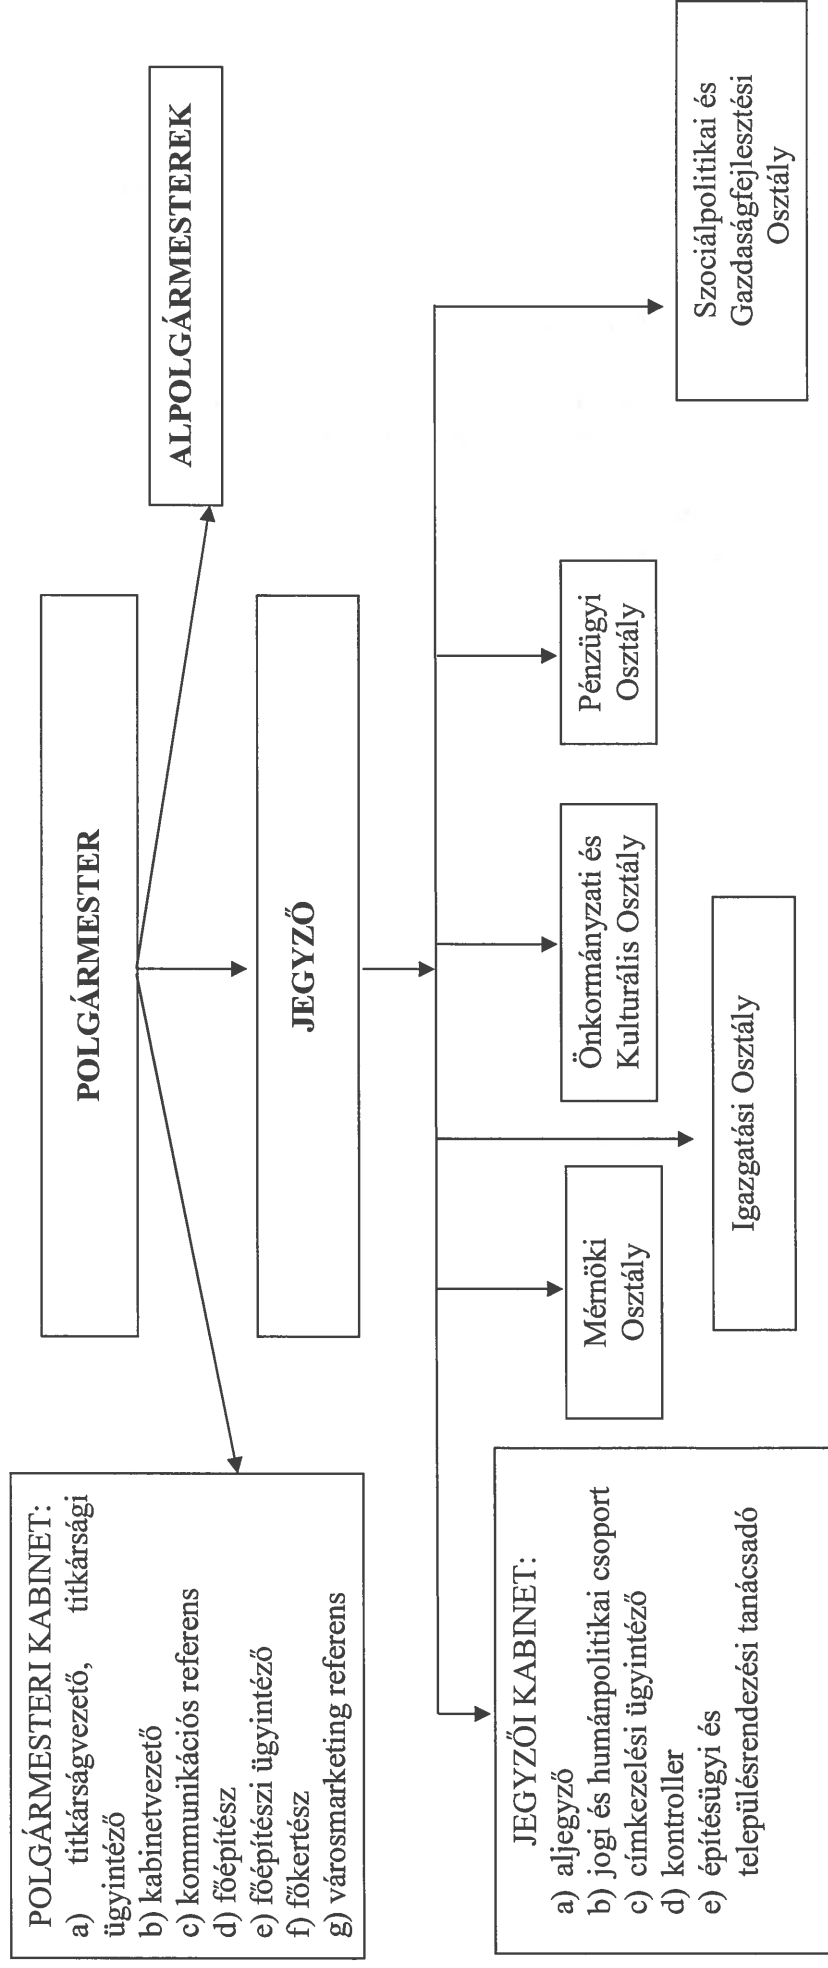 POLGÁRMESTER
ALPOLGÁRMESTEREK
POLGÁRMESTERI KABINET:
a) titkárságvezető, titkársági
ügyintéző
b) kabinetvezető
c) kommunikációs referens
d) főépítész
e) főépítészi ügyintéző
f) főkertész
g) városmarketing referens
JEGYZŐ
JEGYZŐI KABINET:
a) aljegyző
b) jogi és humánpolitikai csoport
c) címkezelési ügyintéző
d) kontroller
e) építésügyi és
településrendezési tanácsadó
Mérnöki
Osztály
Igazgatási Osztály
Önkormányzati és
Kulturális Osztály
Pénzügyi
Osztály
Szociálpolitikai és
Gazdaságfejlesztési
Osztály